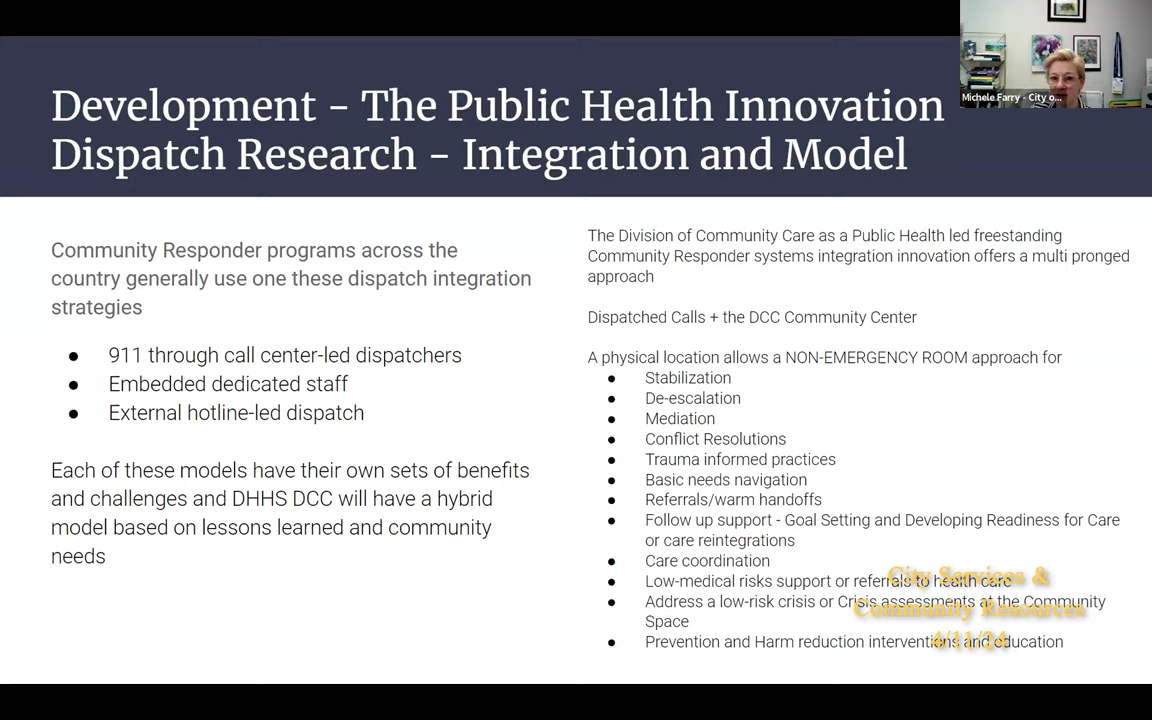 Development - The Public Health Innovation
Dispatch Research - Integration and Model
Michele Farry - City o...
Community Responder programs across the
country generally use one these dispatch integration
strategies
● 911 through call center-led dispatchers
● Embedded dedicated staff
● External hotline-led dispatch
Each of these models have their own sets of benefits
and challenges and DHHS DCC will have a hybrid
model based on lessons learned and community
needs
The Division of Community Care as a Public Health led freestanding
Community Responder systems integration innovation offers a multi pronged
approach
Dispatched Calls + the DCC Community Center
A physical location allows a NON-EMERGENCY ROOM approach for
● Stabilization
● De-escalation
● Mediation
● Conflict Resolutions
● Trauma informed practices
● Basic needs navigation
● Referrals/warm handoffs
● Follow up support - Goal Setting and Developing Readiness for Care
or care reintegrations
● Care coordination
● Low-medical risks support or referrals to health care
● Address a low-risk crisis or Crisis assessments at the Community
Space
● Prevention and Harm reduction interventions and education
City Services &
Community Resources
4/11/24